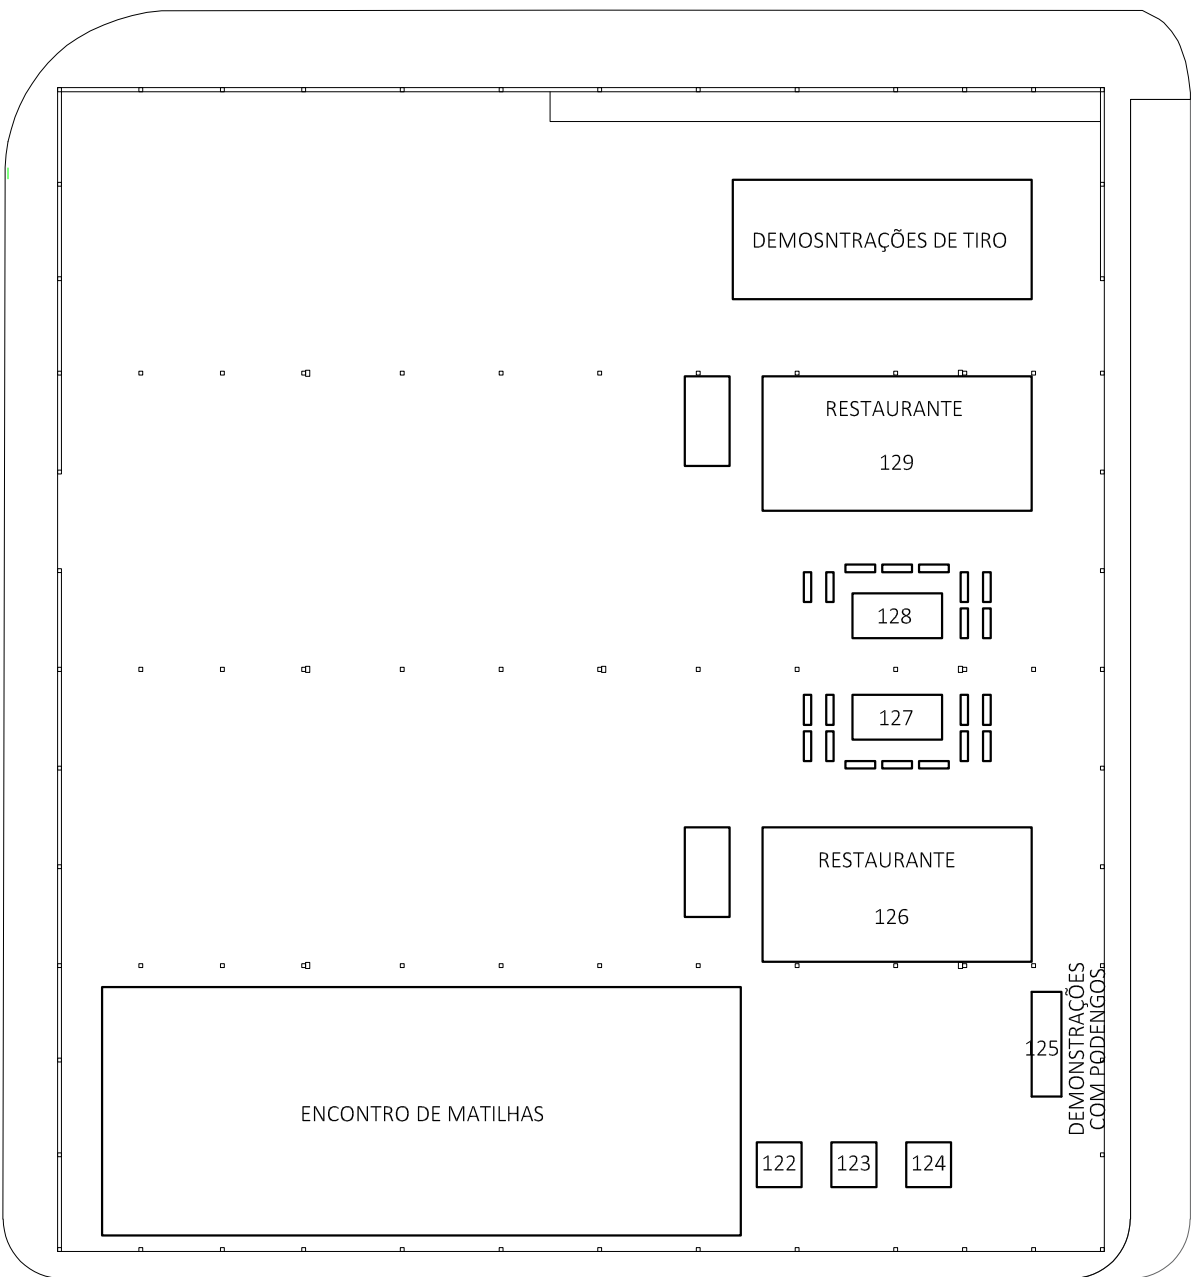 DEMOSNTRAÇÕES DE TIRO
RESTAURANTE
129
128
127
RESTAURANTE
126
DEMONSTRAÇÕES
COM PODENGOS
125
ENCONTRO DE MATILHAS
122
123
124